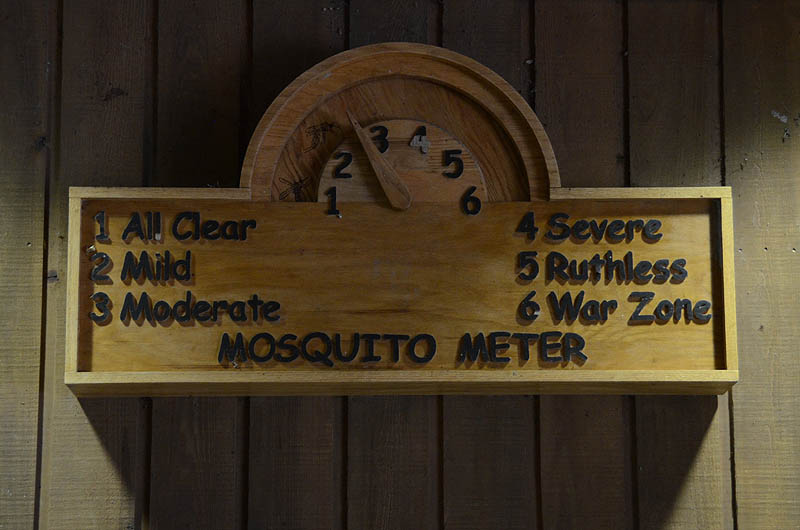 1 2 3 4 5 6
1 All Clear
2 Mild
3 Moderate
4 Severe
5 Ruthless
6 War Zone
MOSQUITO METER